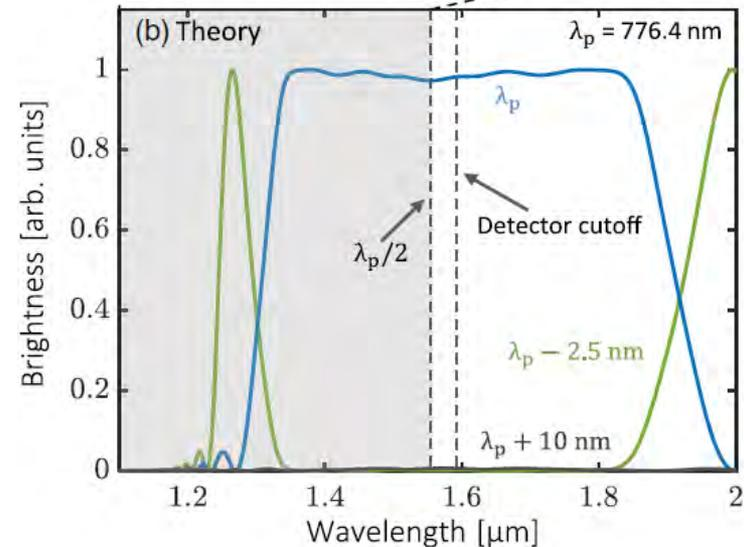 (b) Theory
λp = 776.4 nm
Brightness [arb. units]
1
0.8
0.6
0.4
0.2
0
λp
λp/2
Detector cutoff
λp − 2.5 nm
λp + 10 nm
1.2 1.4 1.6 1.8 2
Wavelength [μm]